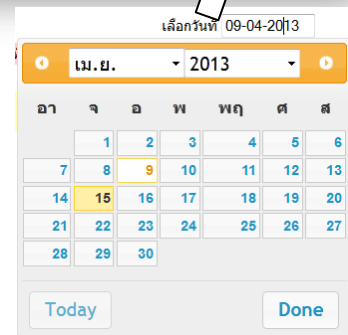 เลือกวันที่ 09-04-2013
เม.ย. 2013
อา จ อ พ พฤ ศ ส
1 2 3 4 5 6
7 8 9 10 11 12 13
14 15 16 17 18 19 20
21 22 23 24 25 26 27
28 29 30
Today Done